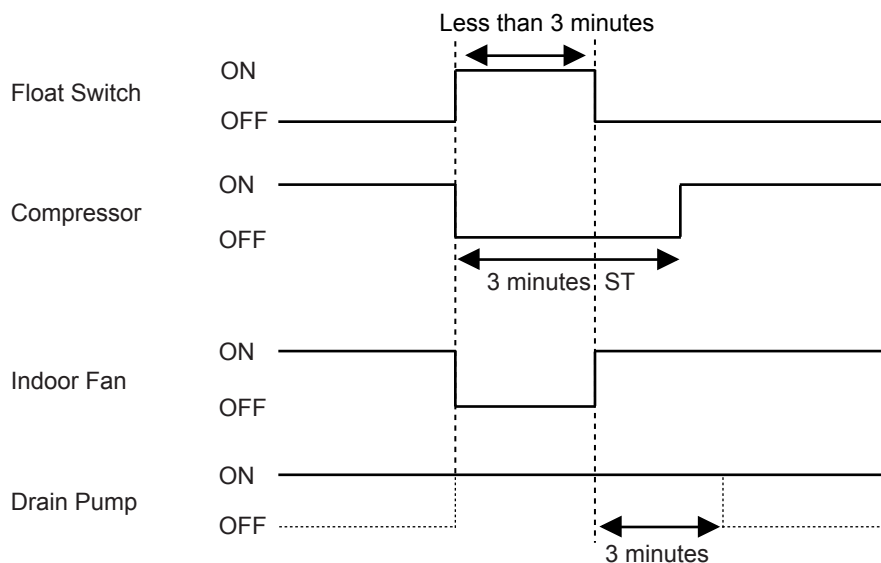 Less than 3 minutes
Float Switch
ON
OFF
Compressor
ON
OFF
3 minutes ST
Indoor Fan
ON
OFF
Drain Pump
ON
OFF
3 minutes